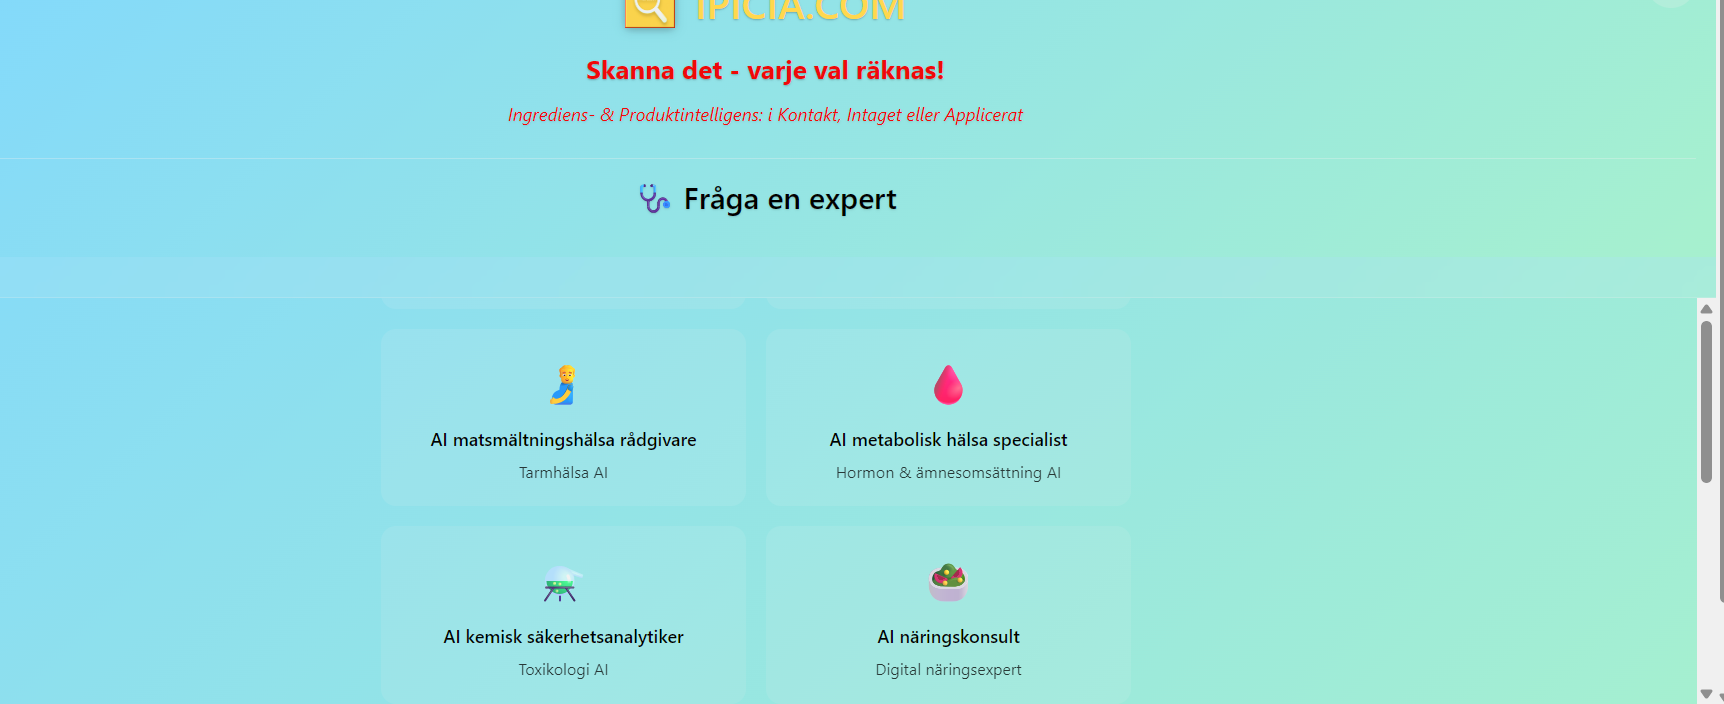 IPICIA.COM
Skanna det - varje val räknas!
Ingrediens- & Produktintelligens: i Kontakt, Intaget eller Applicerat
Fråga en expert
AI matsmältningshälsa rådgivare
Tarmhälsa AI
AI metabolisk hälsa specialist
Hormon & ämnesomsättning AI
AI kemisk säkerhetsanalytiker
Toxikologi AI
AI näringskonsult
Digital näringsexpert